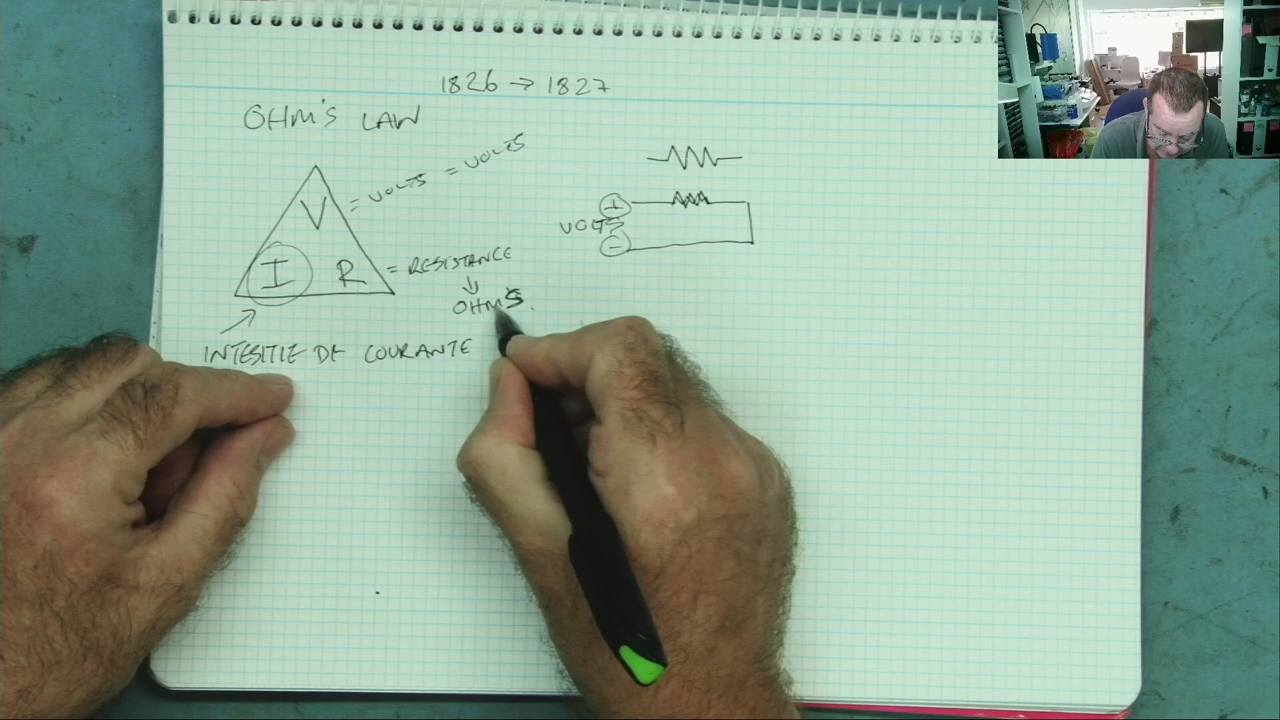 1826 → 1827
OHM'S LAW
V = VOLTS = VOLTS
I R = RESISTANCE
↓
OHMS.
INTESITIE DE COURANTE
+
VOLTS
−